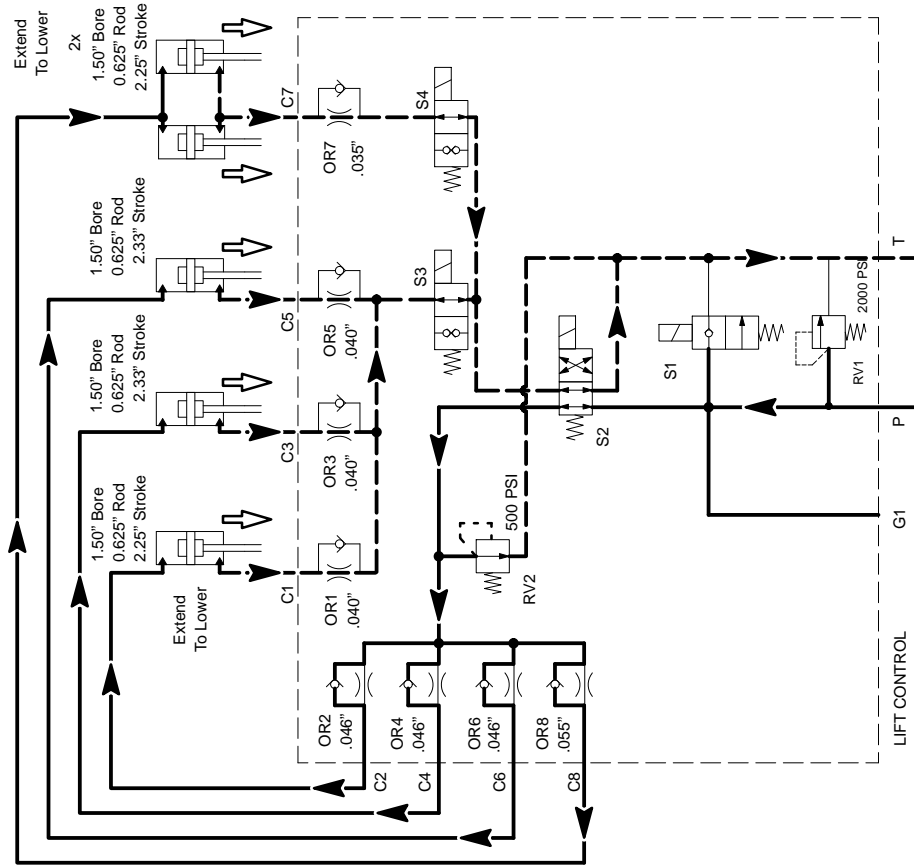 Extend
To Lower
2x
1.50” Bore
0.625” Rod
2.25” Stroke
1.50” Bore
0.625” Rod
2.33” Stroke
1.50” Bore
0.625” Rod
2.33” Stroke
1.50” Bore
0.625” Rod
2.25” Stroke
Extend
To Lower
C7
C5
C3
C1
OR7
.035”
OR5
.040”
OR3
.040”
OR1
.040”
S4
S3
S2
S1
500 PSI
RV2
2000 PSI
RV1
OR2
.046”
OR4
.046”
OR6
.046”
OR8
.055”
C2
C4
C6
C8
T
P
G1
LIFT CONTROL